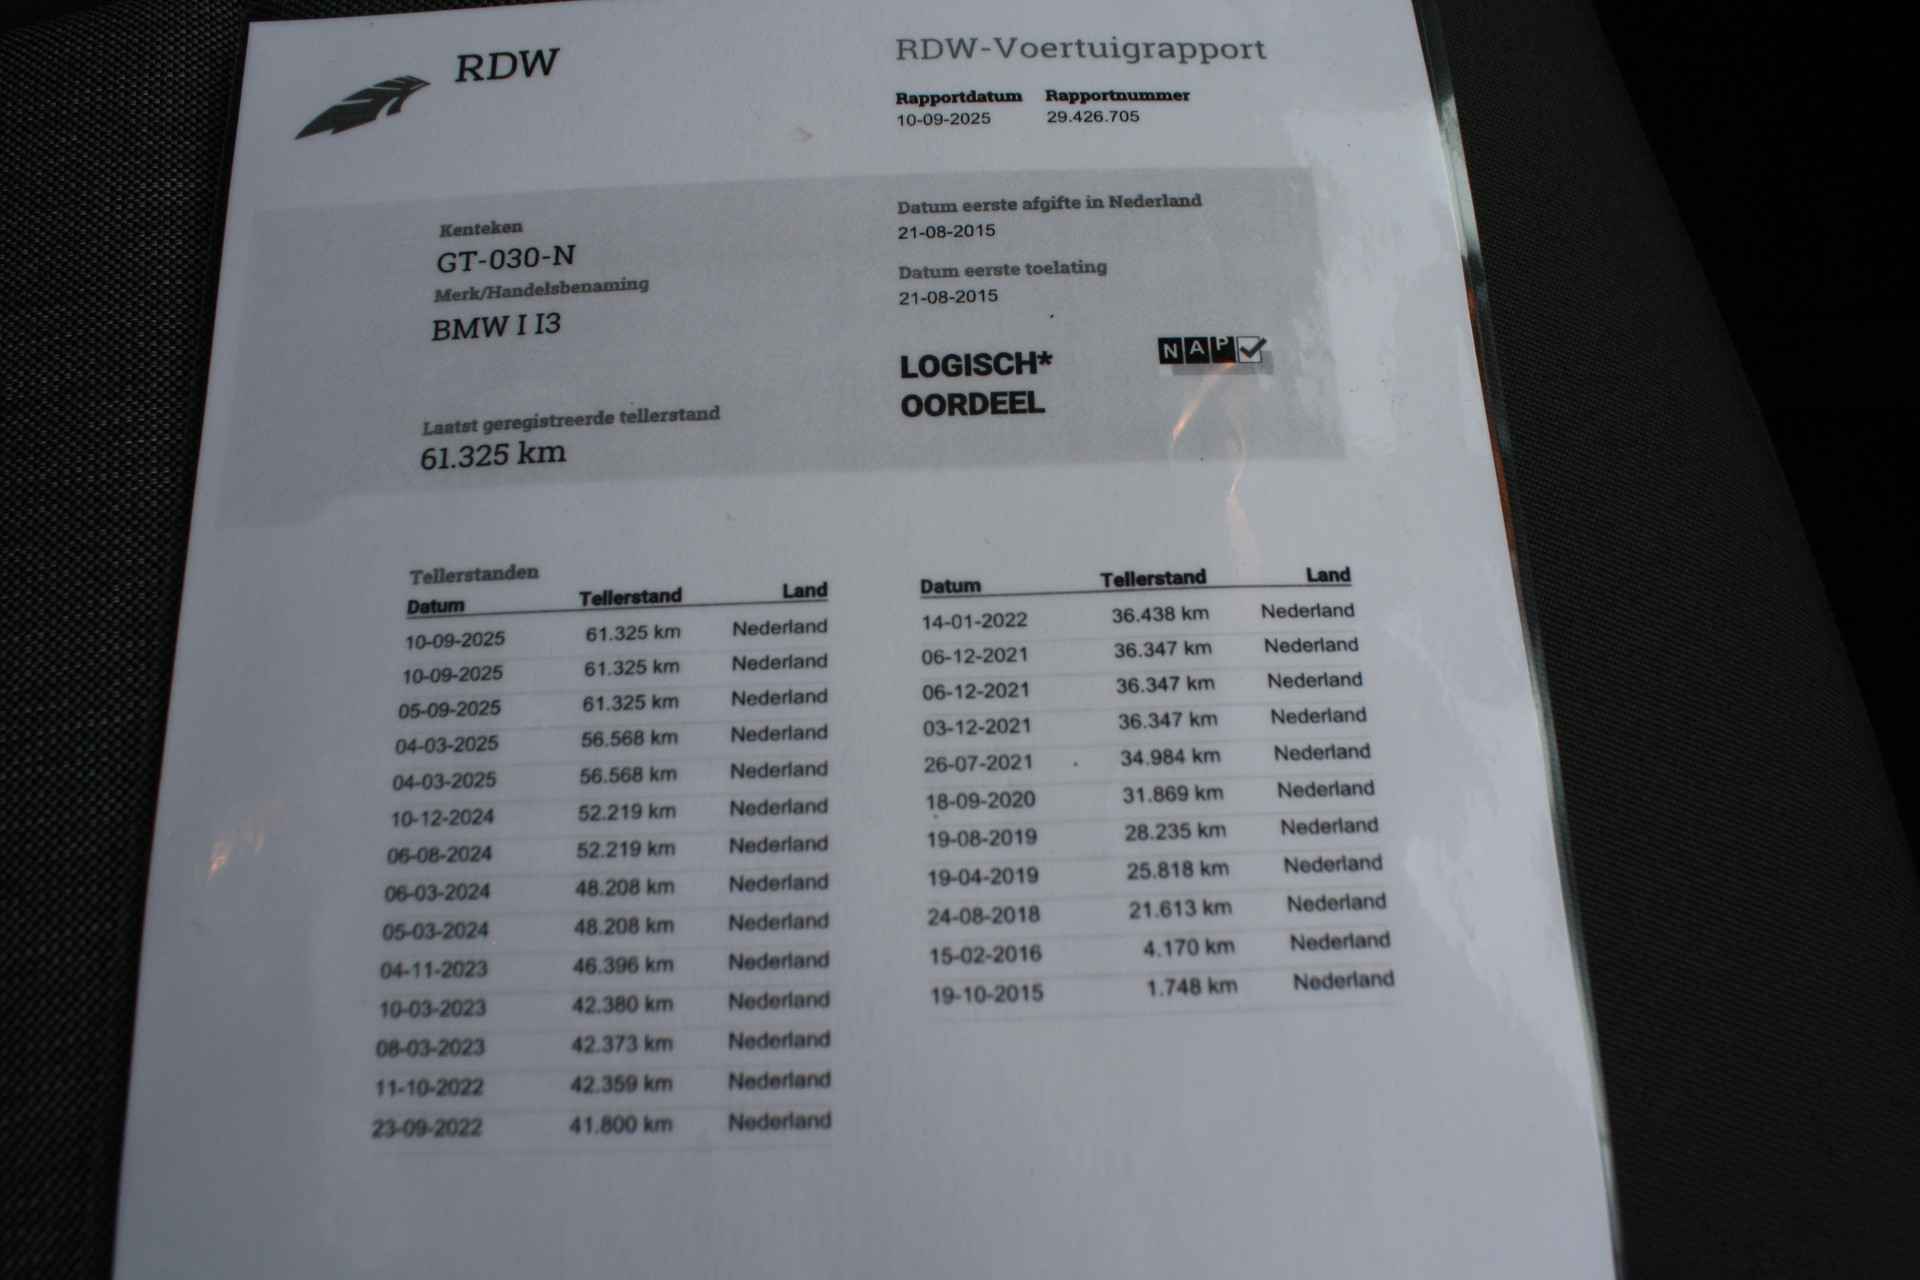 RDW
RDW-Voertuigrapport
Rapportdatum Rapportnummer
10-09-2025 29.426.705
Kenteken
GT-030-N
Merk/Handelsbenaming
BMW I I3
Laatst geregistreerde tellerstand
61.325 km
Datum eerste afgifte in Nederland
21-08-2015
Datum eerste toelating
21-08-2015
LOGISCH*
OORDEEL
NAP
Tellerstanden
Datum Tellerstand Land
10-09-2025 61.325 km Nederland
10-09-2025 61.325 km Nederland
05-09-2025 61.325 km Nederland
04-03-2025 56.568 km Nederland
04-03-2025 56.568 km Nederland
10-12-2024 52.219 km Nederland
06-08-2024 52.219 km Nederland
06-03-2024 48.208 km Nederland
05-03-2024 48.208 km Nederland
04-11-2023 46.396 km Nederland
10-03-2023 42.380 km Nederland
08-03-2023 42.373 km Nederland
11-10-2022 42.359 km Nederland
23-09-2022 41.800 km Nederland
Datum Tellerstand Land
14-01-2022 36.438 km Nederland
06-12-2021 36.347 km Nederland
06-12-2021 36.347 km Nederland
03-12-2021 36.347 km Nederland
26-07-2021 34.984 km Nederland
18-09-2020 31.869 km Nederland
19-08-2019 28.235 km Nederland
19-04-2019 25.818 km Nederland
24-08-2018 21.613 km Nederland
15-02-2016 4.170 km Nederland
19-10-2015 1.748 km Nederland